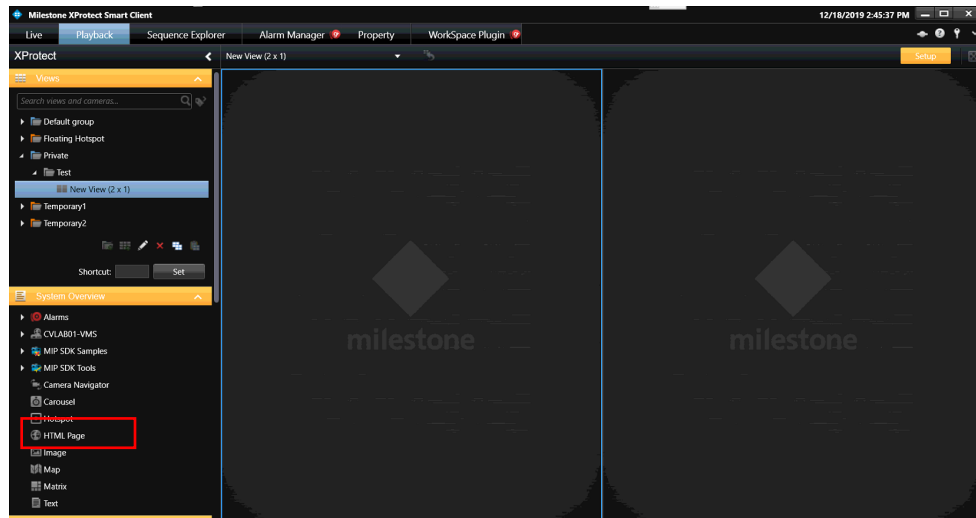 Milestone XProtect Smart Client
12/18/2019 2:45:37 PM
Live Playback Sequence Explorer Alarm Manager Property WorkSpace Plugin
XProtect
New View (2 x 1)
Setup
Views
Search views and cameras...
Default group
Floating Hotspot
Private
Test
New View (2 x 1)
Temporary1
Temporary2
Shortcut: Set
System Overview
Alarms
CVLAB01-VMS
MIP SDK Samples
MIP SDK Tools
Camera Navigator
Carousel
Hotspot
HTML Page
Image
Map
Matrix
Text
milestone
milestone